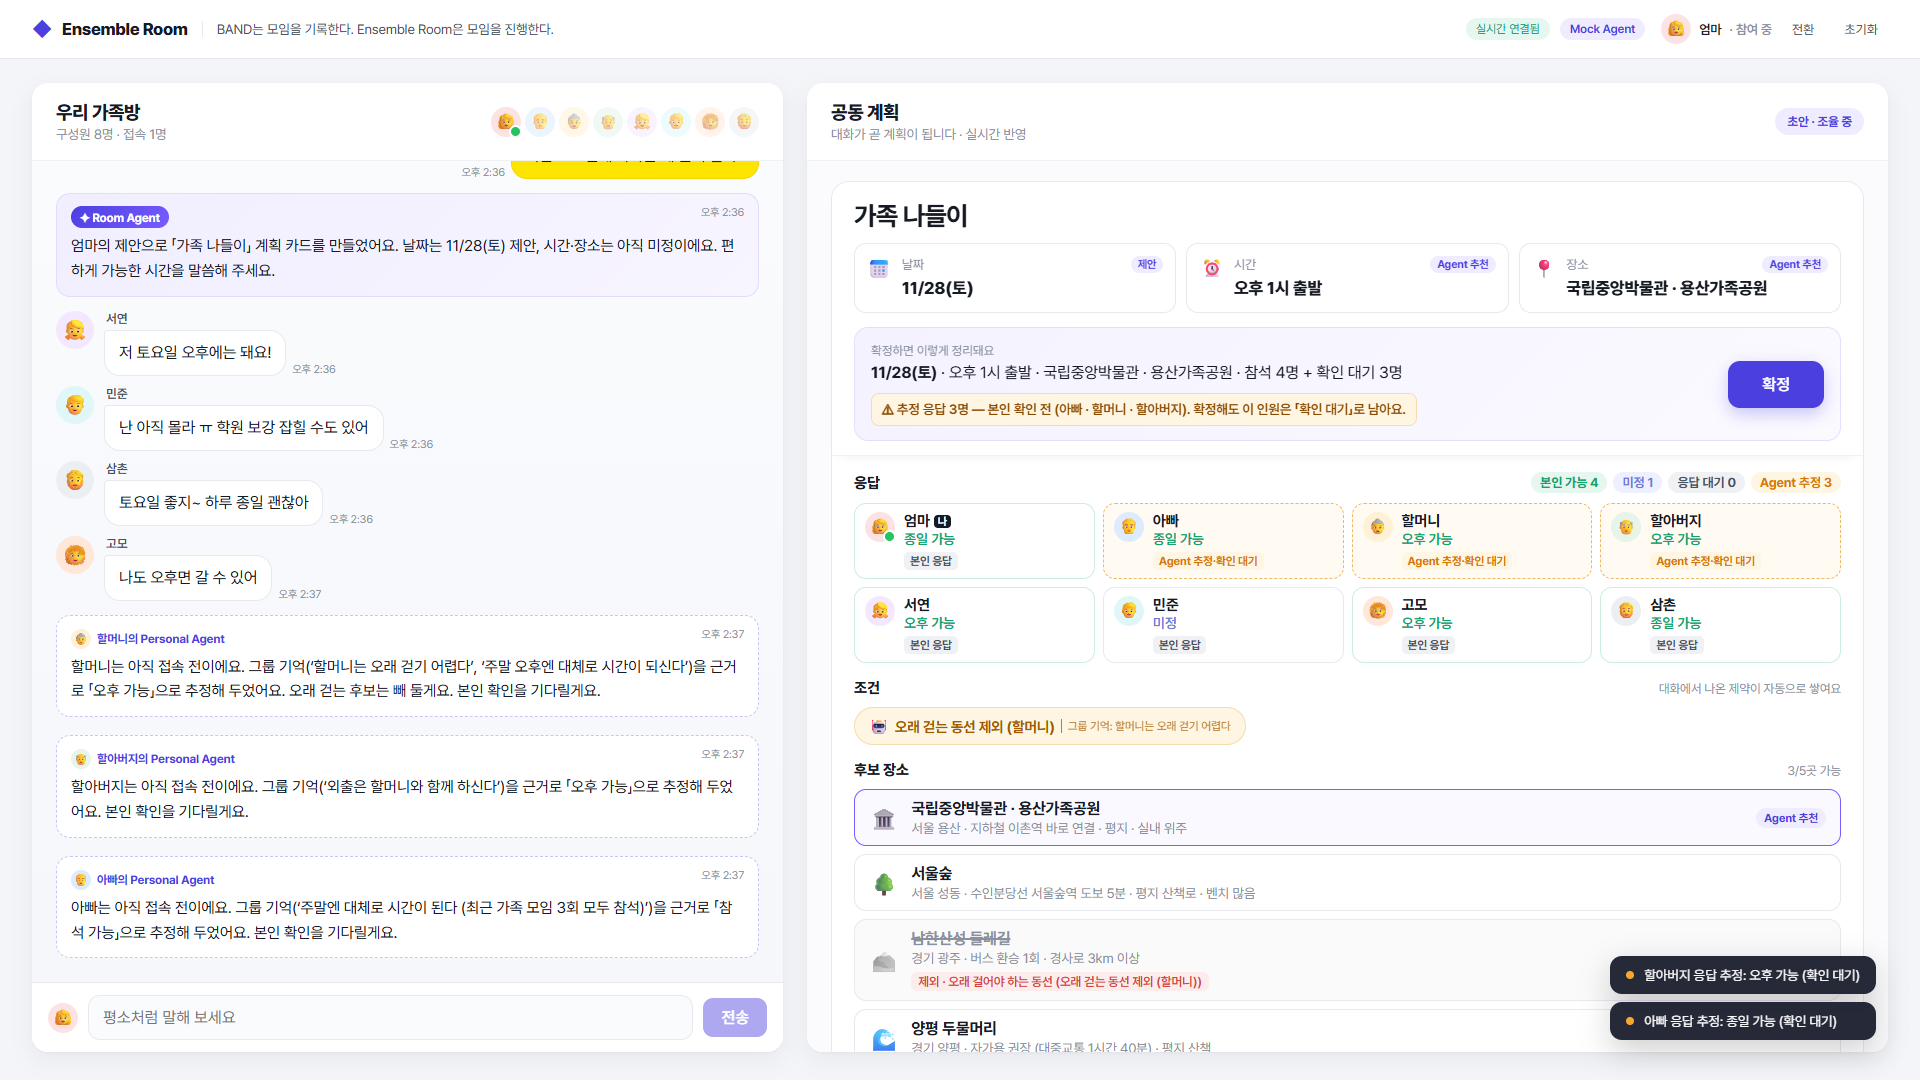 Ensemble Room
BAND는 모임을 기록한다. Ensemble Room은 모임을 진행한다.
실시간 연결됨
Mock Agent
엄마 · 참여 중
전환
초기화
우리 가족방
구성원 8명 · 접속 1명
오후 2:36
✦ Room Agent
오후 2:36
엄마의 제안으로 「가족 나들이」 계획 카드를 만들었어요. 날짜는 11/28(토) 제안, 시간·장소는 아직 미정이에요. 편
하게 가능한 시간을 말씀해 주세요.
서연
저 토요일 오후에는 돼요!
오후 2:36
민준
난 아직 몰라 ㅠ 학원 보강 잡힐 수도 있어
오후 2:36
삼촌
토요일 좋지~ 하루 종일 괜찮아
오후 2:36
고모
나도 오후면 갈 수 있어
오후 2:37
할머니의 Personal Agent
오후 2:37
할머니는 아직 접속 전이에요. 그룹 기억(‘할머니는 오래 걷기 어렵다’, ‘주말 오후엔 대체로 시간이 되신다’)을 근거
로 「오후 가능」으로 추정해 두었어요. 오래 걷는 후보는 빼 둘게요. 본인 확인을 기다릴게요.
할아버지의 Personal Agent
오후 2:37
할아버지는 아직 접속 전이에요. 그룹 기억(‘외출은 할머니와 함께 하신다’)을 근거로 「오후 가능」으로 추정해 두었
어요. 본인 확인을 기다릴게요.
아빠의 Personal Agent
오후 2:37
아빠는 아직 접속 전이에요. 그룹 기억(‘주말엔 대체로 시간이 된다 (최근 가족 모임 3회 모두 참석)’)을 근거로 「참
석 가능」으로 추정해 두었어요. 본인 확인을 기다릴게요.
평소처럼 말해 보세요
전송
공동 계획
대화가 곧 계획이 됩니다 · 실시간 반영
초안 · 조율 중
가족 나들이
날짜
제안
11/28(토)
시간
Agent 추천
오후 1시 출발
장소
Agent 추천
국립중앙박물관 · 용산가족공원
확정하면 이렇게 정리돼요
11/28(토) · 오후 1시 출발 · 국립중앙박물관 · 용산가족공원 · 참석 4명 + 확인 대기 3명
⚠ 추정 응답 3명 — 본인 확인 전 (아빠 · 할머니 · 할아버지). 확정해도 이 인원은 「확인 대기」로 남아요.
확정
응답
본인 가능 4
미정 1
응답 대기 0
Agent 추정 3
엄마 나
종일 가능
본인 응답
아빠
종일 가능
Agent 추정·확인 대기
할머니
오후 가능
Agent 추정·확인 대기
할아버지
오후 가능
Agent 추정·확인 대기
서연
오후 가능
본인 응답
민준
미정
본인 응답
고모
오후 가능
본인 응답
삼촌
종일 가능
본인 응답
조건
대화에서 나온 제약이 자동으로 쌓여요
오래 걷는 동선 제외 (할머니)
그룹 기억: 할머니는 오래 걷기 어렵다
후보 장소
3/5곳 가능
국립중앙박물관 · 용산가족공원
서울 용산 · 지하철 이촌역 바로 연결 · 평지 · 실내 위주
Agent 추천
서울숲
서울 성동 · 수인분당선 서울숲역 도보 5분 · 평지 산책로 · 벤치 많음
남한산성 둘레길
경기 광주 · 버스 환승 1회 · 경사로 3km 이상
제외 · 오래 걸어야 하는 동선 (오래 걷는 동선 제외 (할머니))
양평 두물머리
경기 양평 · 자가용 권장 (대중교통 1시간 40분) · 평지 산책
할아버지 응답 추정: 오후 가능 (확인 대기)
아빠 응답 추정: 종일 가능 (확인 대기)